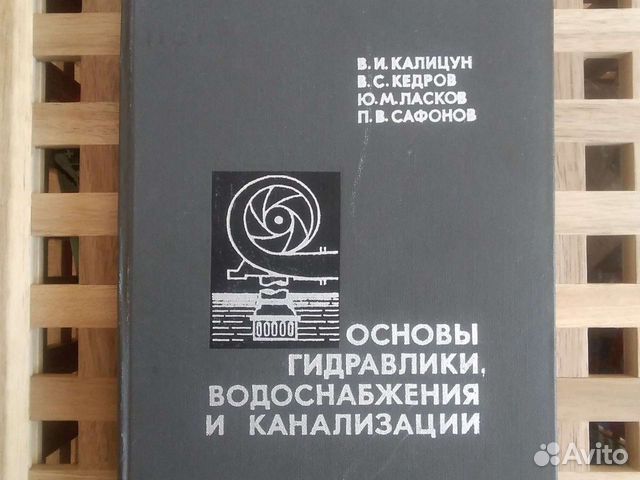 В. И. КАЛИЦУН
В. С. КЕДРОВ
Ю. М. ЛАСКОВ
П. В. САФОНОВ
ОСНОВЫ
ГИДРАВЛИКИ,
ВОДОСНАБЖЕНИЯ
И КАНАЛИЗАЦИИ
Avito